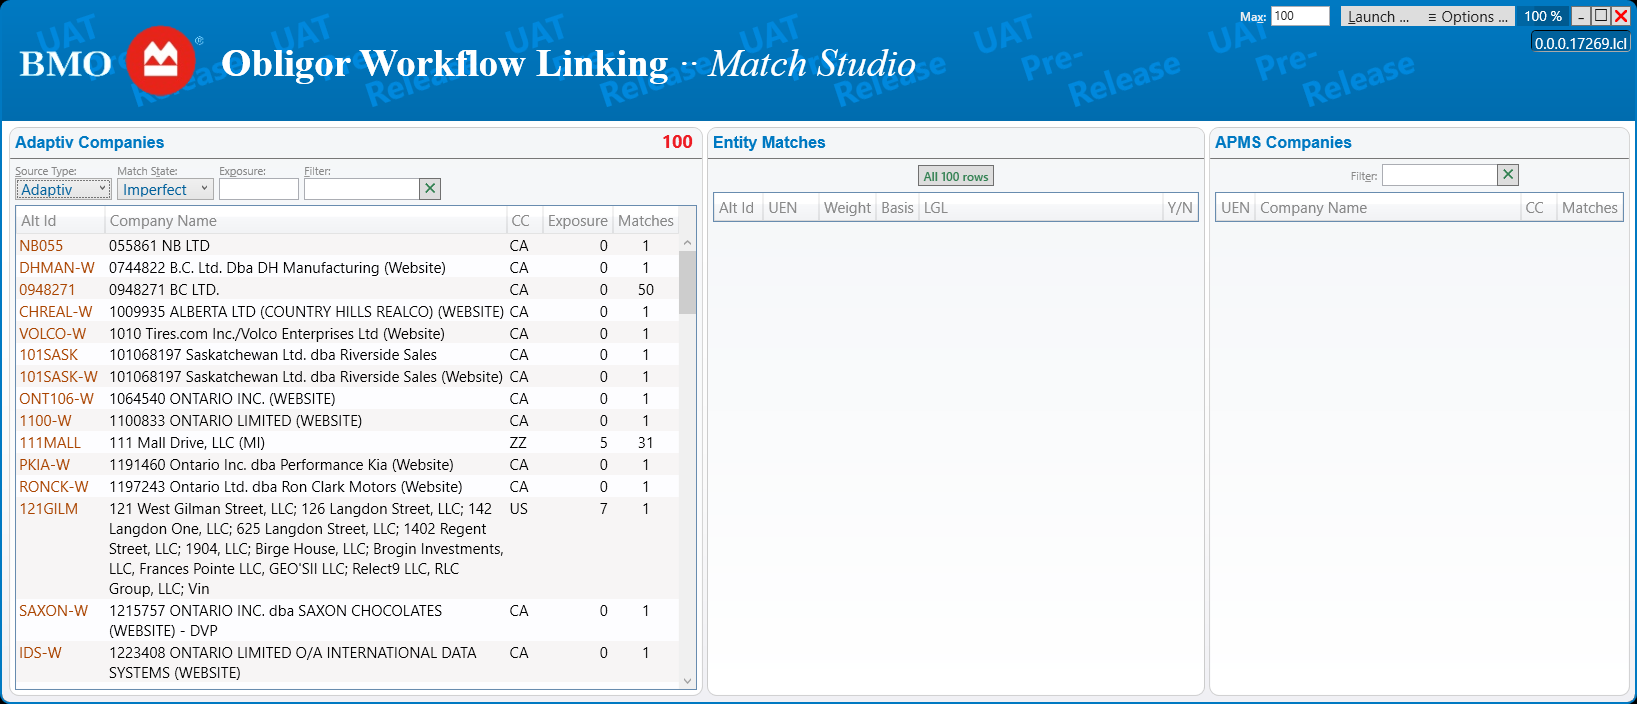 Max: 100 Launch ... ≡ Options ... 100 %
0.0.0.17269.lcl
BMO ® Obligor Workflow Linking -- Match Studio
UAT Pre-Release UAT Pre-Release UAT Pre-Release UAT Pre-Release UAT Pre-Release UAT Pre-Release
Adaptiv Companies 100
Source Type: Match State: Exposure: Filter:
Adaptiv Imperfect
Alt Id Company Name CC Exposure Matches
NB055 055861 NB LTD CA 0 1
DHMAN-W 0744822 B.C. Ltd. Dba DH Manufacturing (Website) CA 0 1
0948271 0948271 BC LTD. CA 0 50
CHREAL-W 1009935 ALBERTA LTD (COUNTRY HILLS REALCO) (WEBSITE) CA 0 1
VOLCO-W 1010 Tires.com Inc./Volco Enterprises Ltd (Website) CA 0 1
101SASK 101068197 Saskatchewan Ltd. dba Riverside Sales CA 0 1
101SASK-W 101068197 Saskatchewan Ltd. dba Riverside Sales (Website) CA 0 1
ONT106-W 1064540 ONTARIO INC. (WEBSITE) CA 0 1
1100-W 1100833 ONTARIO LIMITED (WEBSITE) CA 0 1
111MALL 111 Mall Drive, LLC (MI) ZZ 5 31
PKIA-W 1191460 Ontario Inc. dba Performance Kia (Website) CA 0 1
RONCK-W 1197243 Ontario Ltd. dba Ron Clark Motors (Website) CA 0 1
121GILM 121 West Gilman Street, LLC; 126 Langdon Street, LLC; 142 US 7 1
Langdon One, LLC; 625 Langdon Street, LLC; 1402 Regent
Street, LLC; 1904, LLC; Birge House, LLC; Brogin Investments,
LLC, Frances Pointe LLC, GEO'SII LLC; Relect9 LLC, RLC
Group, LLC; Vin
SAXON-W 1215757 ONTARIO INC. dba SAXON CHOCOLATES CA 0 1
(WEBSITE) - DVP
IDS-W 1223408 ONTARIO LIMITED O/A INTERNATIONAL DATA CA 0 1
SYSTEMS (WEBSITE)
Entity Matches
All 100 rows
Alt Id UEN Weight Basis LGL Y/N
APMS Companies
Filter:
UEN Company Name CC Matches